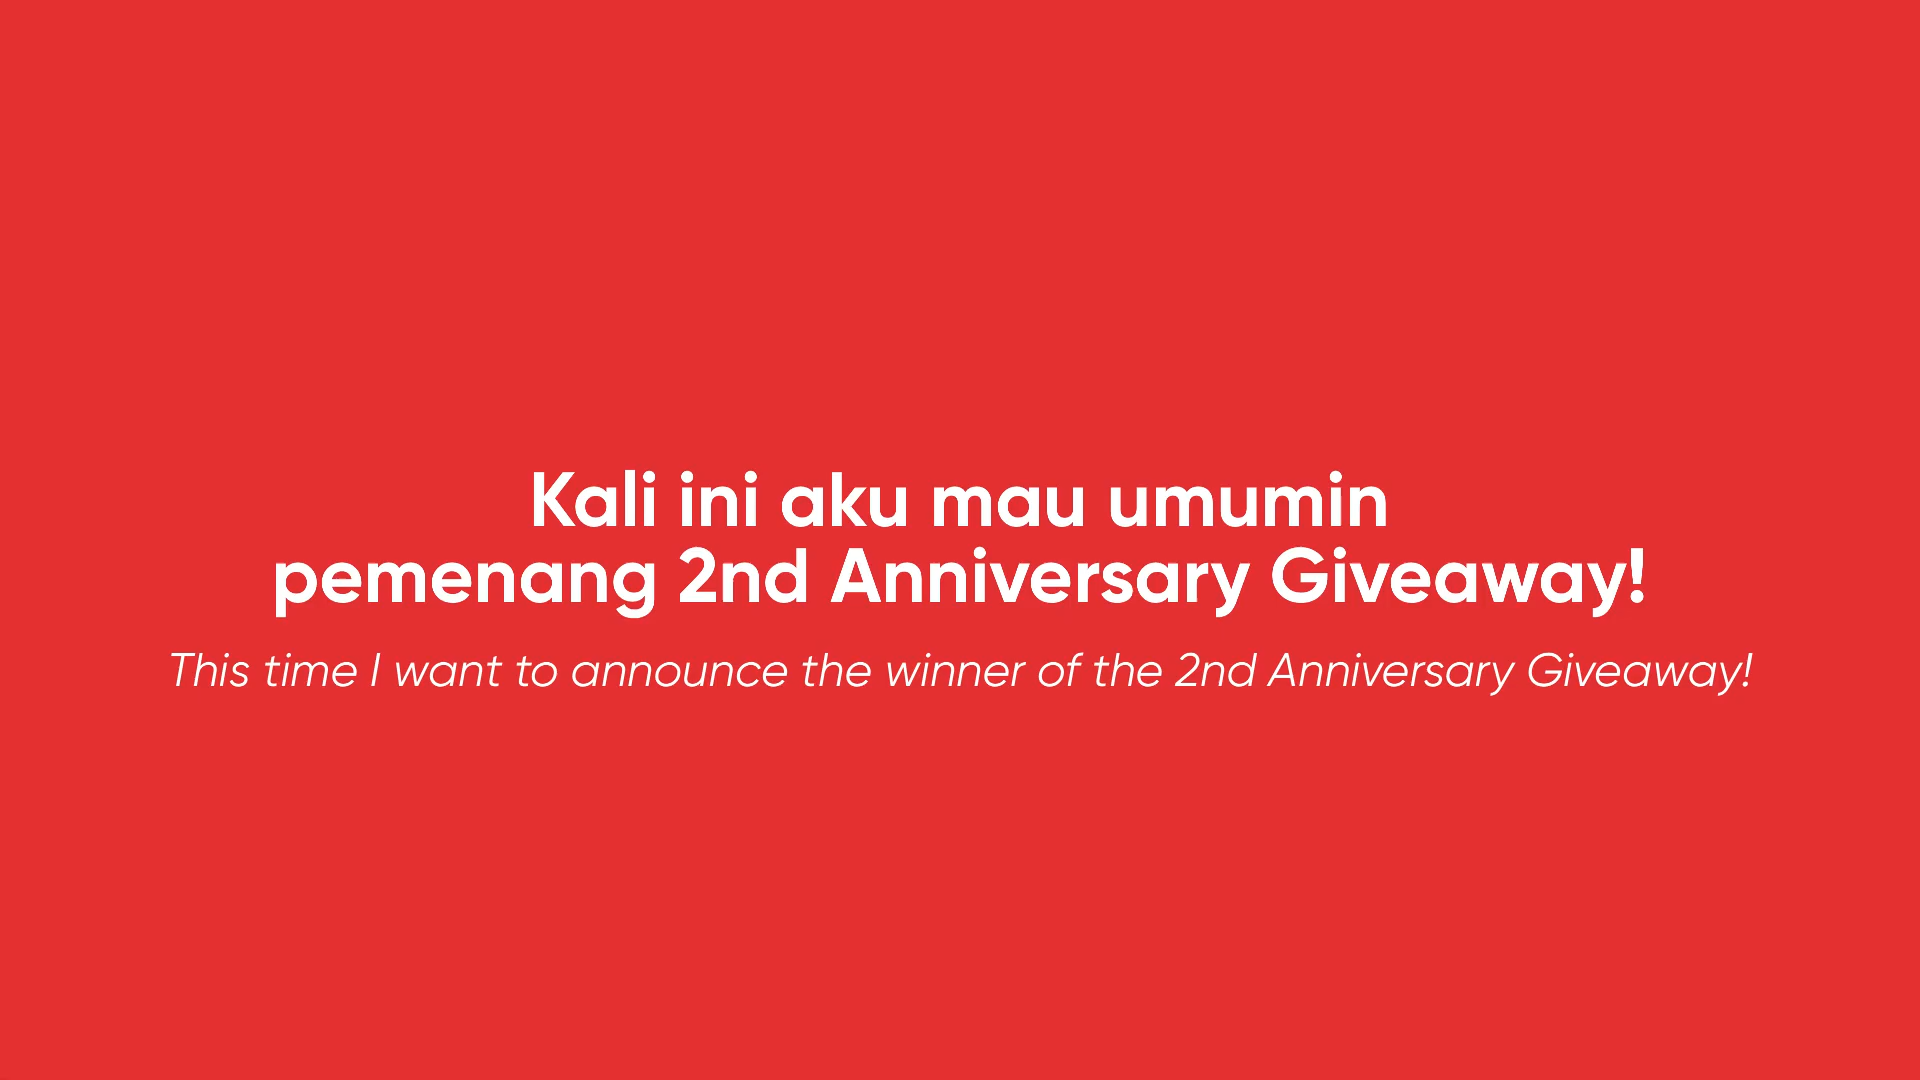 Kali ini aku mau umumin
pemenang 2nd Anniversary Giveaway!
This time I want to announce the winner of the 2nd Anniversary Giveaway!